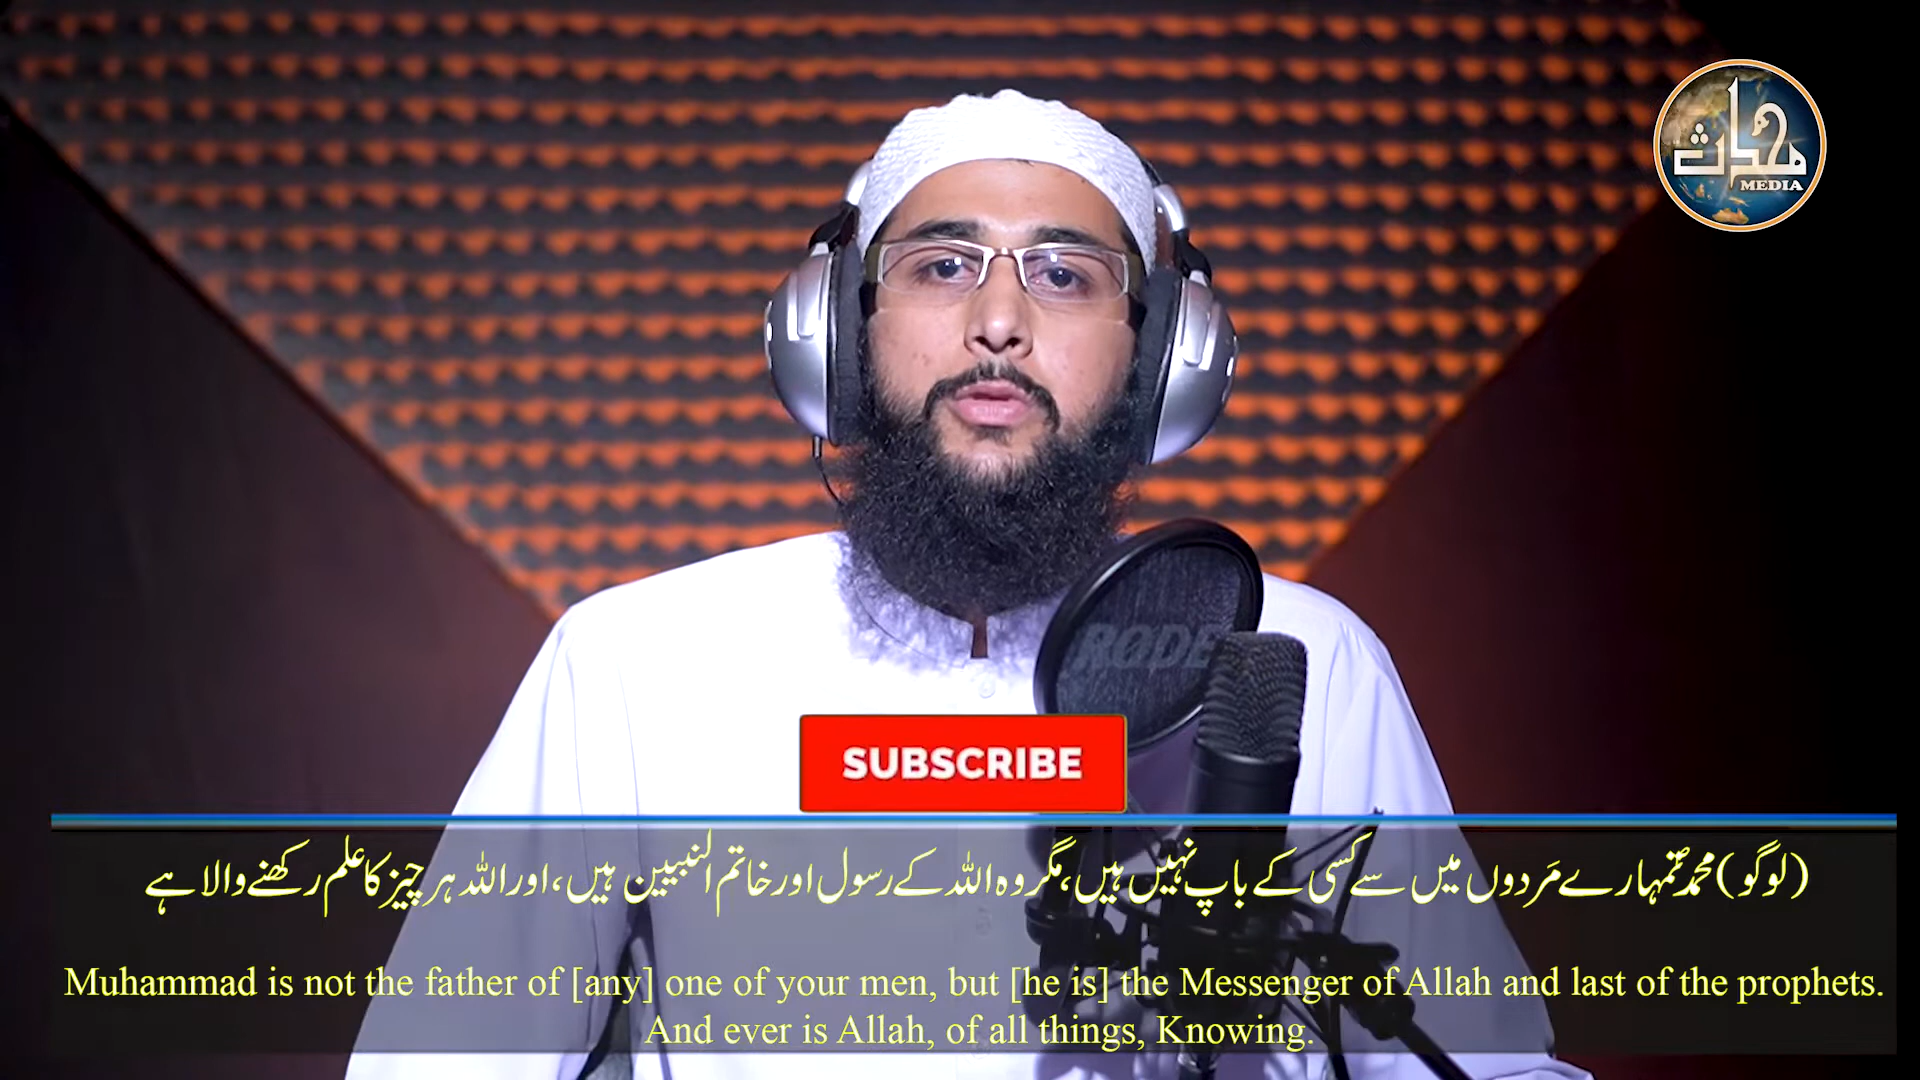 محدث
MEDIA
RØDE
SUBSCRIBE
(لوگو) محمدؐ تمہارے مَردوں میں سے کسی کے باپ نہیں ہیں، مگر وہ اللہ کے رسول اور خاتم النبیین ہیں، اور اللہ ہر چیز کا علم رکھنے والا ہے
Muhammad is not the father of [any] one of your men, but [he is] the Messenger of Allah and last of the prophets.
And ever is Allah, of all things, Knowing.